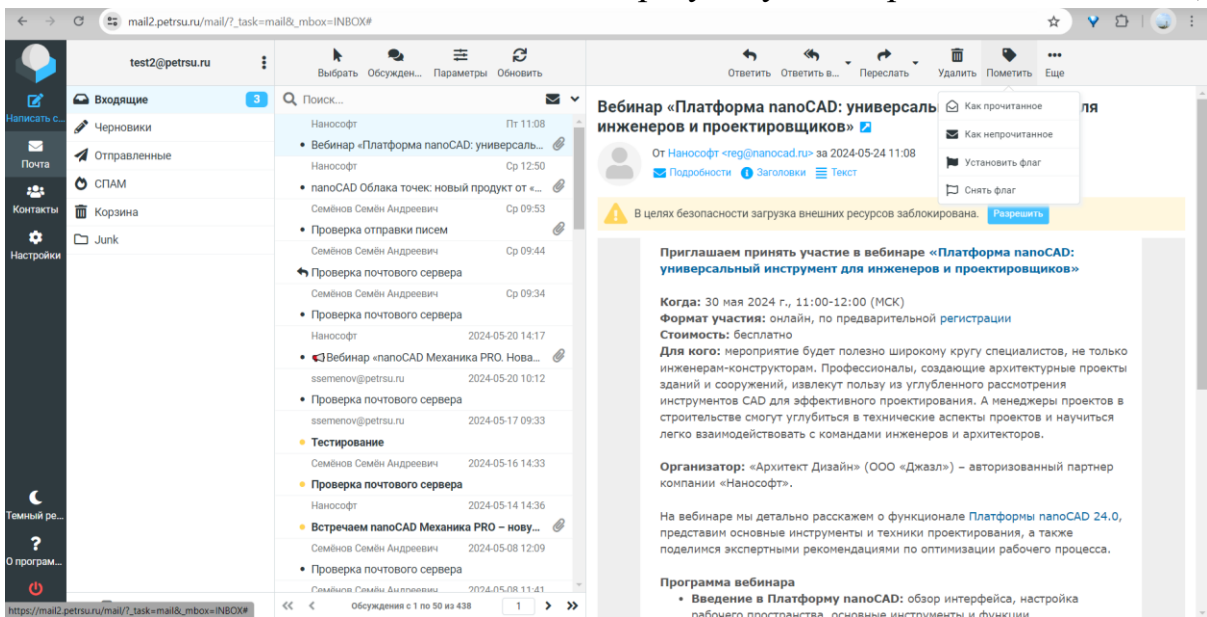 mail2.petrsu.ru/mail/?_task=mail&_mbox=INBOX#
test2@petrsu.ru
Выбрать Обсужден... Параметры Обновить
Ответить Ответить в... Переслать Удалить Пометить Еще
Написать с...
Почта
Контакты
Настройки
Темный ре...
О програм...
Входящие 3
Черновики
Отправленные
СПАМ
Корзина
Junk
Поиск...
Нанософт Пт 11:08
• Вебинар «Платформа nanoCAD: универсаль...
Нанософт Ср 12:50
• nanoCAD Облака точек: новый продукт от «...
Семёнов Семён Андреевич Ср 09:53
• Проверка отправки писем
Семёнов Семён Андреевич Ср 09:44
Проверка почтового сервера
Семёнов Семён Андреевич Ср 09:34
• Проверка почтового сервера
Нанософт 2024-05-20 14:17
• Вебинар «nanoCAD Механика PRO. Нова...
ssemenov@petrsu.ru 2024-05-20 10:12
• Проверка почтового сервера
ssemenov@petrsu.ru 2024-05-17 09:33
• Тестирование
Семёнов Семён Андреевич 2024-05-16 14:33
• Проверка почтового сервера
Нанософт 2024-05-14 14:36
• Встречаем nanoCAD Механика PRO – нову...
Семёнов Семён Андреевич 2024-05-08 12:09
• Проверка почтового сервера
Семёнов Семён Андреевич 2024-05-08 11:41
Обсуждения с 1 по 50 из 438 1
https://mail2.petrsu.ru/mail/?_task=mail&_mbox=INBOX#
Вебинар «Платформа nanoCAD: универсаль ля
инженеров и проектировщиков»
От Нанософт <reg@nanocad.ru> за 2024-05-24 11:08
Подробности Заголовки Текст
Как прочитанное
Как непрочитанное
Установить флаг
Снять флаг
В целях безопасности загрузка внешних ресурсов заблокирована. Разрешить
Приглашаем принять участие в вебинаре «Платформа nanoCAD:
универсальный инструмент для инженеров и проектировщиков»
Когда: 30 мая 2024 г., 11:00-12:00 (МСК)
Формат участия: онлайн, по предварительной регистрации
Стоимость: бесплатно
Для кого: мероприятие будет полезно широкому кругу специалистов, не только
инженерам-конструкторам. Профессионалы, создающие архитектурные проекты
зданий и сооружений, извлекут пользу из углубленного рассмотрения
инструментов CAD для эффективного проектирования. А менеджеры проектов в
строительстве смогут углубиться в технические аспекты проектов и научиться
легко взаимодействовать с командами инженеров и архитекторов.
Организатор: «Архитект Дизайн» (ООО «Джазл») – авторизованный партнер
компании «Нанософт».
На вебинаре мы детально расскажем о функционале Платформы nanoCAD 24.0,
представим основные инструменты и техники проектирования, а также
поделимся экспертными рекомендациями по оптимизации рабочего процесса.
Программа вебинара
• Введение в Платформу nanoCAD: обзор интерфейса, настройка
рабочего пространства, основные инструменты и функции